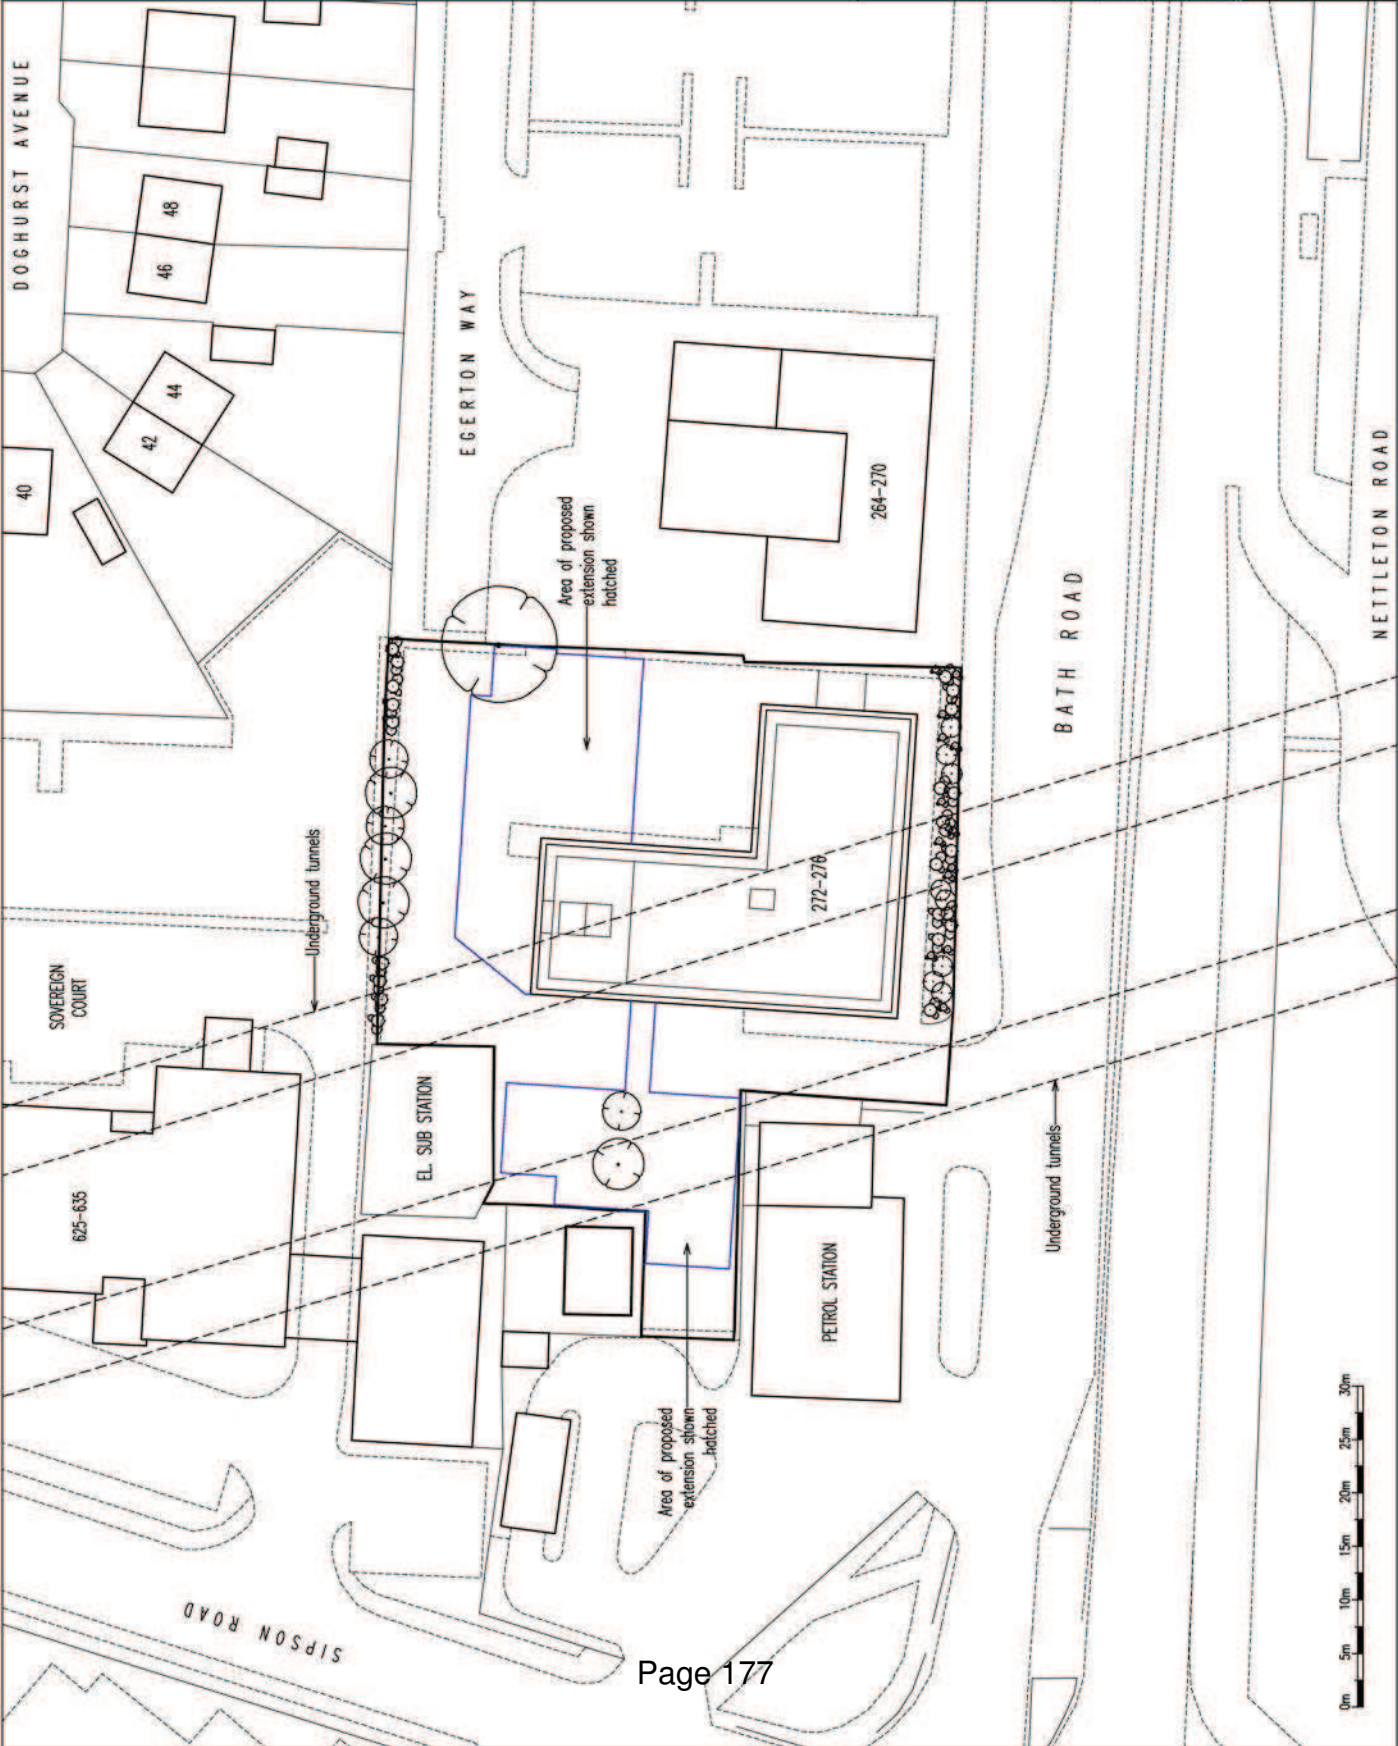 DOGHURST AVENUE
48
46
44
42
40
EGERTON WAY
Area of proposed
extension shown
hatched
264-270
BATH ROAD
NETTLETON ROAD
Underground tunnels
SOVEREIGN
COURT
272-276
EL. SUB STATION
625-635
PETROL STATION
Underground tunnels
Area of proposed
extension shown
hatched
SIPSON ROAD
0m 5m 10m 15m 20m 25m 30m
Page 177